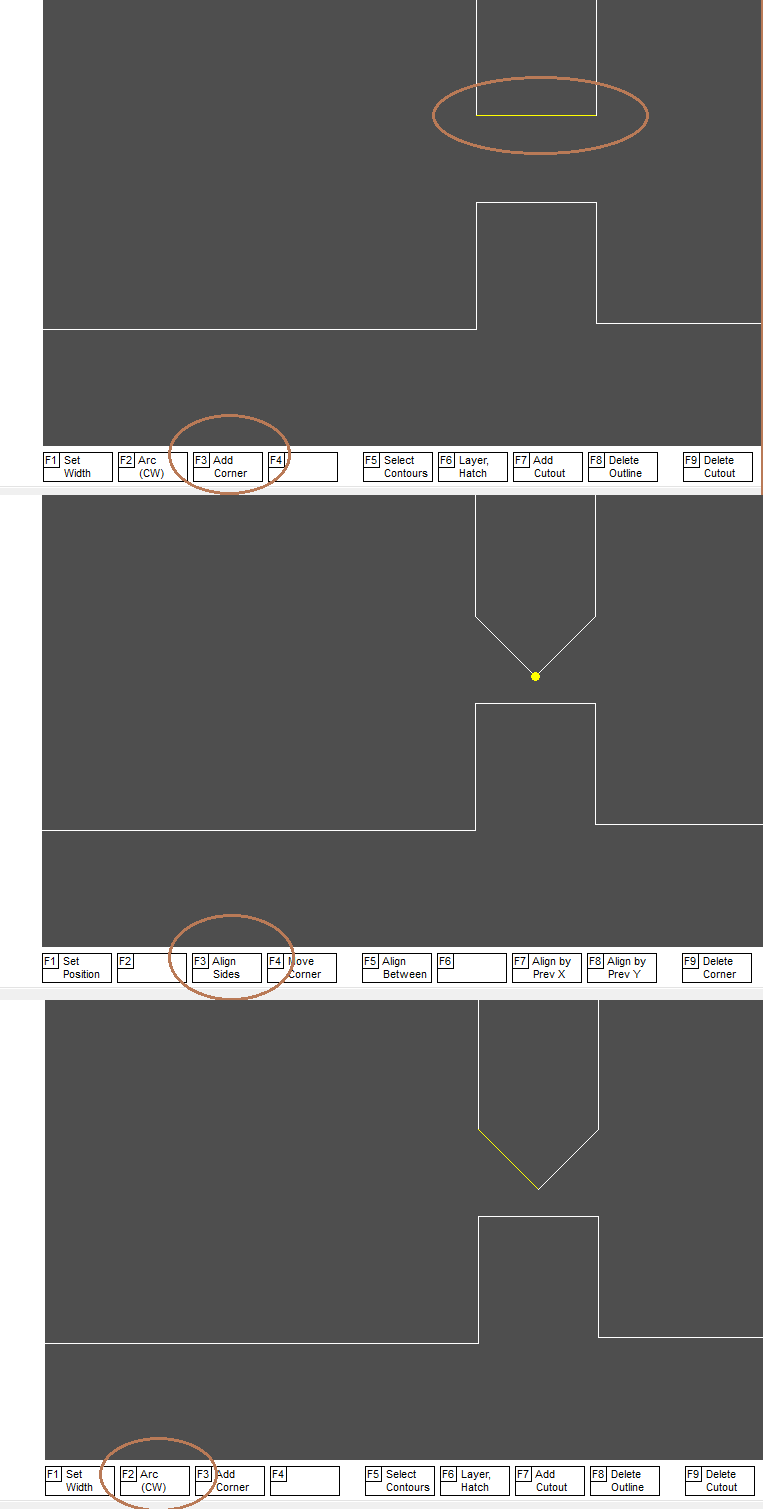 F1 Set Width F2 Arc (CW) F3 Add Corner F4 F5 Select Contours F6 Layer, Hatch F7 Add Cutout F8 Delete Outline F9 Delete Cutout
F1 Set Position F2 F3 Align Sides F4 Move Corner F5 Align Between F6 F7 Align by Prev X F8 Align by Prev Y F9 Delete Corner
F1 Set Width F2 Arc (CW) F3 Add Corner F4 F5 Select Contours F6 Layer, Hatch F7 Add Cutout F8 Delete Outline F9 Delete Cutout